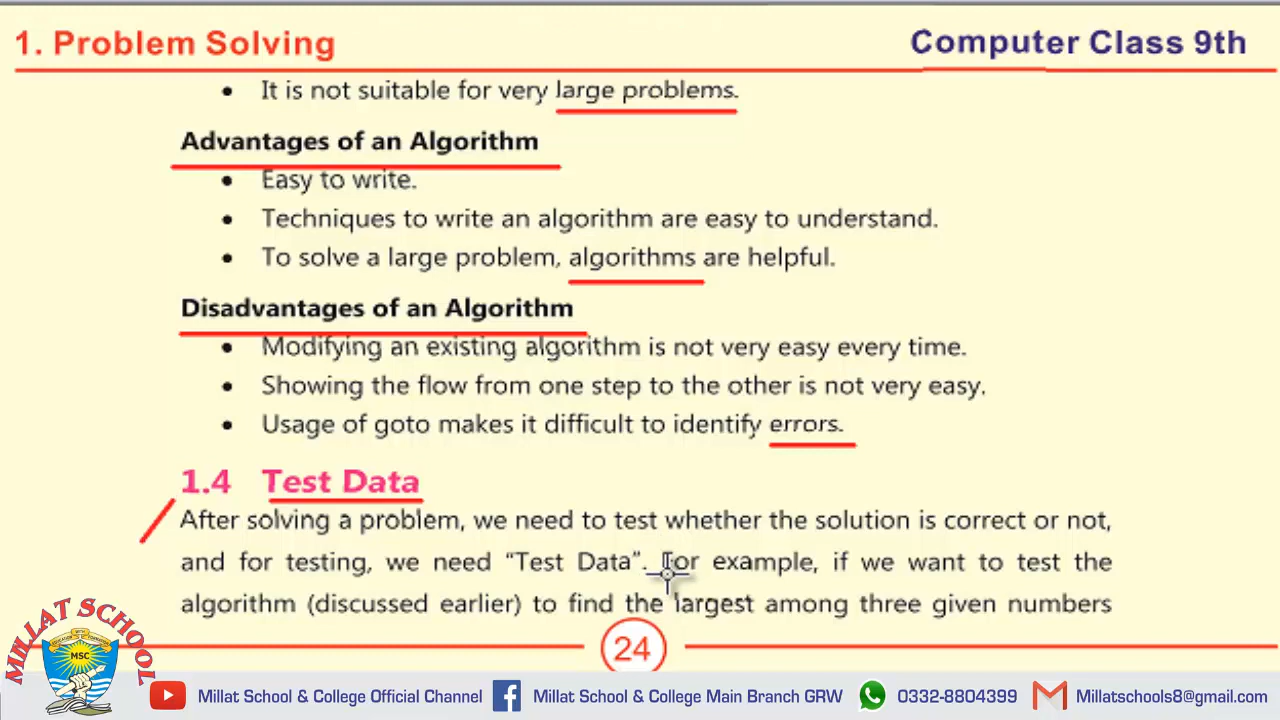 1. Problem Solving
Computer Class 9th
• It is not suitable for very large problems.
Advantages of an Algorithm
• Easy to write.
• Techniques to write an algorithm are easy to understand.
• To solve a large problem, algorithms are helpful.
Disadvantages of an Algorithm
• Modifying an existing algorithm is not very easy every time.
• Showing the flow from one step to the other is not very easy.
• Usage of goto makes it difficult to identify errors.
1.4 Test Data
After solving a problem, we need to test whether the solution is correct or not,
and for testing, we need “Test Data”. For example, if we want to test the
algorithm (discussed earlier) to find the largest among three given numbers
24
MILLAT SCHOOL
MSC
Millat School & College Official Channel
Millat School & College Main Branch GRW
0332-8804399
Millatschools8@gmail.com